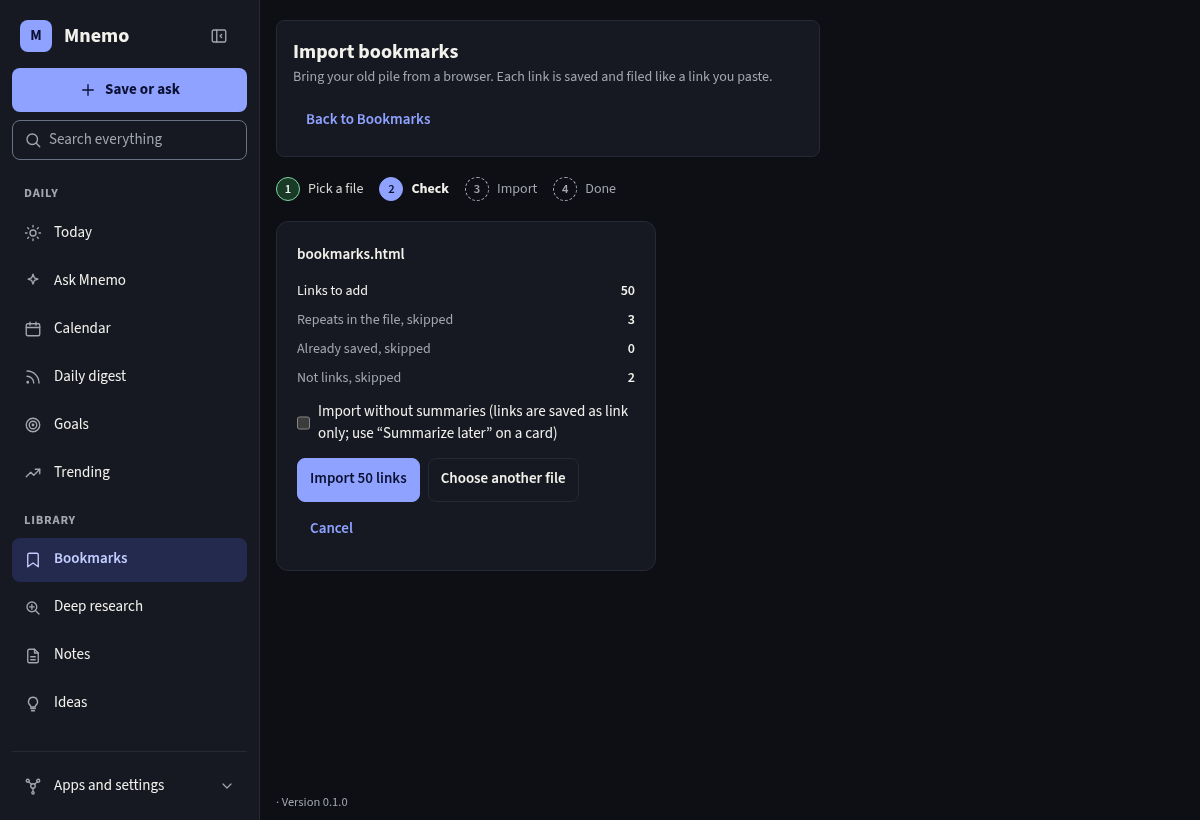 M Mnemo
Save or ask
Search everything
DAILY
Today
Ask Mnemo
Calendar
Daily digest
Goals
Trending
LIBRARY
Bookmarks
Deep research
Notes
Ideas
Apps and settings
Import bookmarks
Bring your old pile from a browser. Each link is saved and filed like a link you paste.
Back to Bookmarks
1 Pick a file 2 Check 3 Import 4 Done
bookmarks.html
Links to add 50
Repeats in the file, skipped 3
Already saved, skipped 0
Not links, skipped 2
Import without summaries (links are saved as link
only; use “Summarize later” on a card)
Import 50 links Choose another file
Cancel
· Version 0.1.0